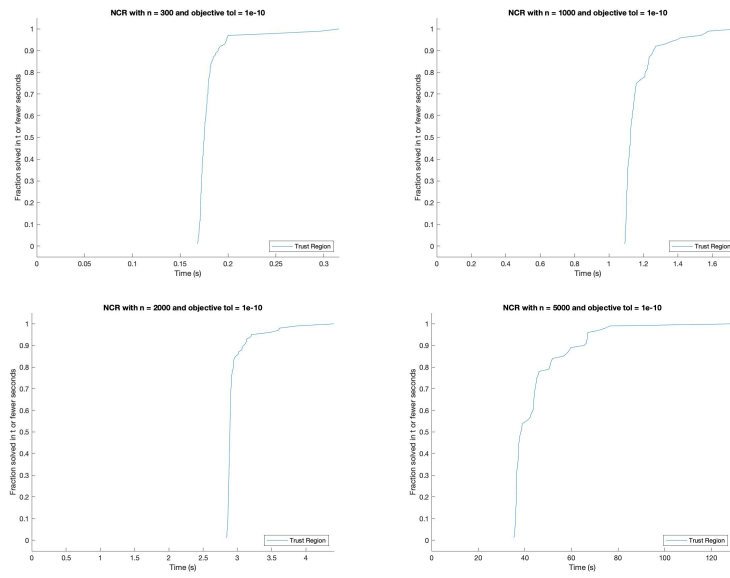 NCR with n = 300 and objective tol = 1e-10
Fraction solved in t or fewer seconds
1
0.9
0.8
0.7
0.6
0.5
0.4
0.3
0.2
0.1
0
0 0.05 0.1 0.15 0.2 0.25 0.3
Time (s)
Trust Region
NCR with n = 1000 and objective tol = 1e-10
Fraction solved in t or fewer seconds
1
0.9
0.8
0.7
0.6
0.5
0.4
0.3
0.2
0.1
0
0 0.2 0.4 0.6 0.8 1 1.2 1.4 1.6
Time (s)
Trust Region
NCR with n = 2000 and objective tol = 1e-10
Fraction solved in t or fewer seconds
1
0.9
0.8
0.7
0.6
0.5
0.4
0.3
0.2
0.1
0
0 0.5 1 1.5 2 2.5 3 3.5 4
Time (s)
Trust Region
NCR with n = 5000 and objective tol = 1e-10
Fraction solved in t or fewer seconds
1
0.9
0.8
0.7
0.6
0.5
0.4
0.3
0.2
0.1
0
0 20 40 60 80 100 120
Time (s)
Trust Region